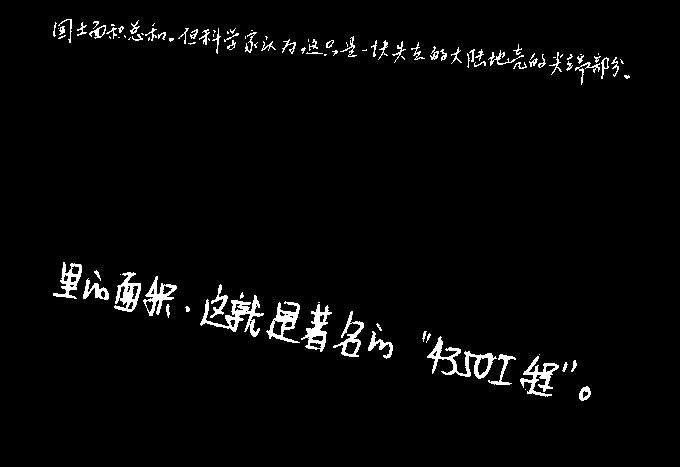 国土面积总和。但科学家认为,这只是一块失去的大陆地壳的尖端部分。
里的面积,这就是著名的“4350工程”。